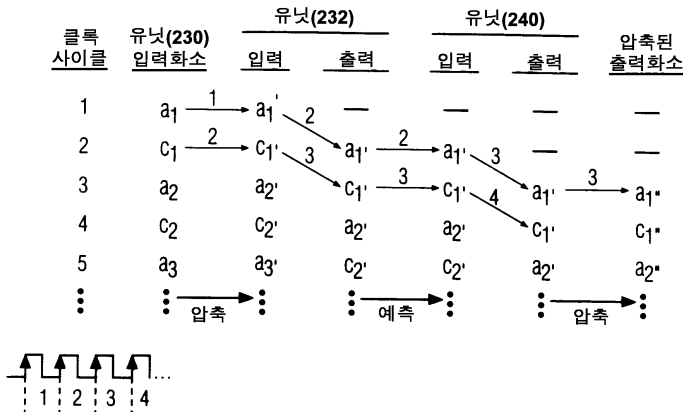 유닛(232) 유닛(240)
클록 사이클 유닛(230) 입력화소 입력 출력 입력 출력 압축된 출력화소
1 a1 1 a1' 2 — — — — —
2 c1 2 c1' 3 a1' 2 a1' 3 — —
3 a2 a2' c1' 3 c1' 4 a1' 3 a1"
4 c2 c2' a2' a2' c1' c1"
5 a3 a3' c2' c2' a2' a2"
압축 예측 압축
1 2 3 4 ...